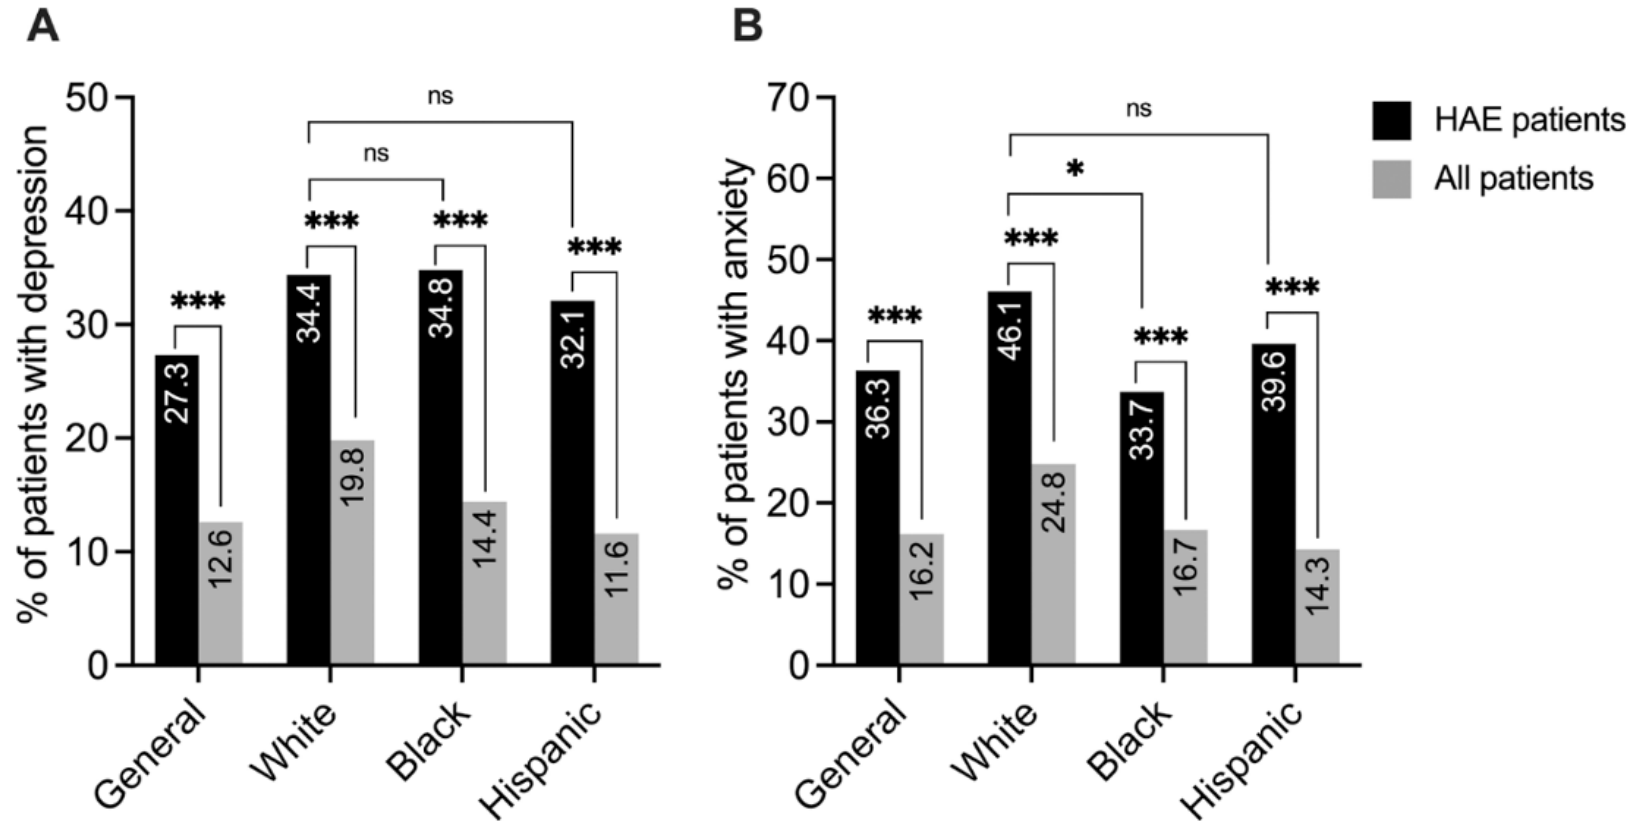 A
% of patients with depression
50
40
30
20
10
0
ns
ns
***
***
***
***
27.3
12.6
34.4
19.8
34.8
14.4
32.1
11.6
General
White
Black
Hispanic
B
% of patients with anxiety
70
60
50
40
30
20
10
0
ns
*
***
***
***
***
36.3
16.2
46.1
24.8
33.7
16.7
39.6
14.3
General
White
Black
Hispanic
HAE patients
All patients